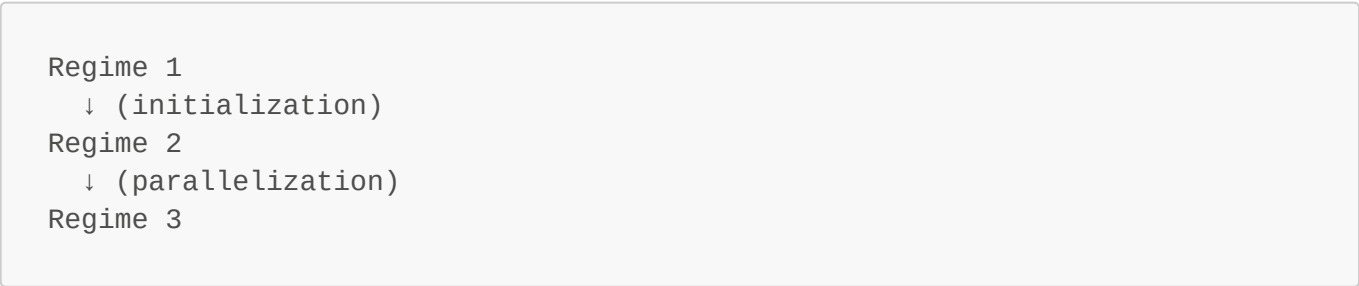 Regime 1
  ↓ (initialization)
Regime 2
  ↓ (parallelization)
Regime 3